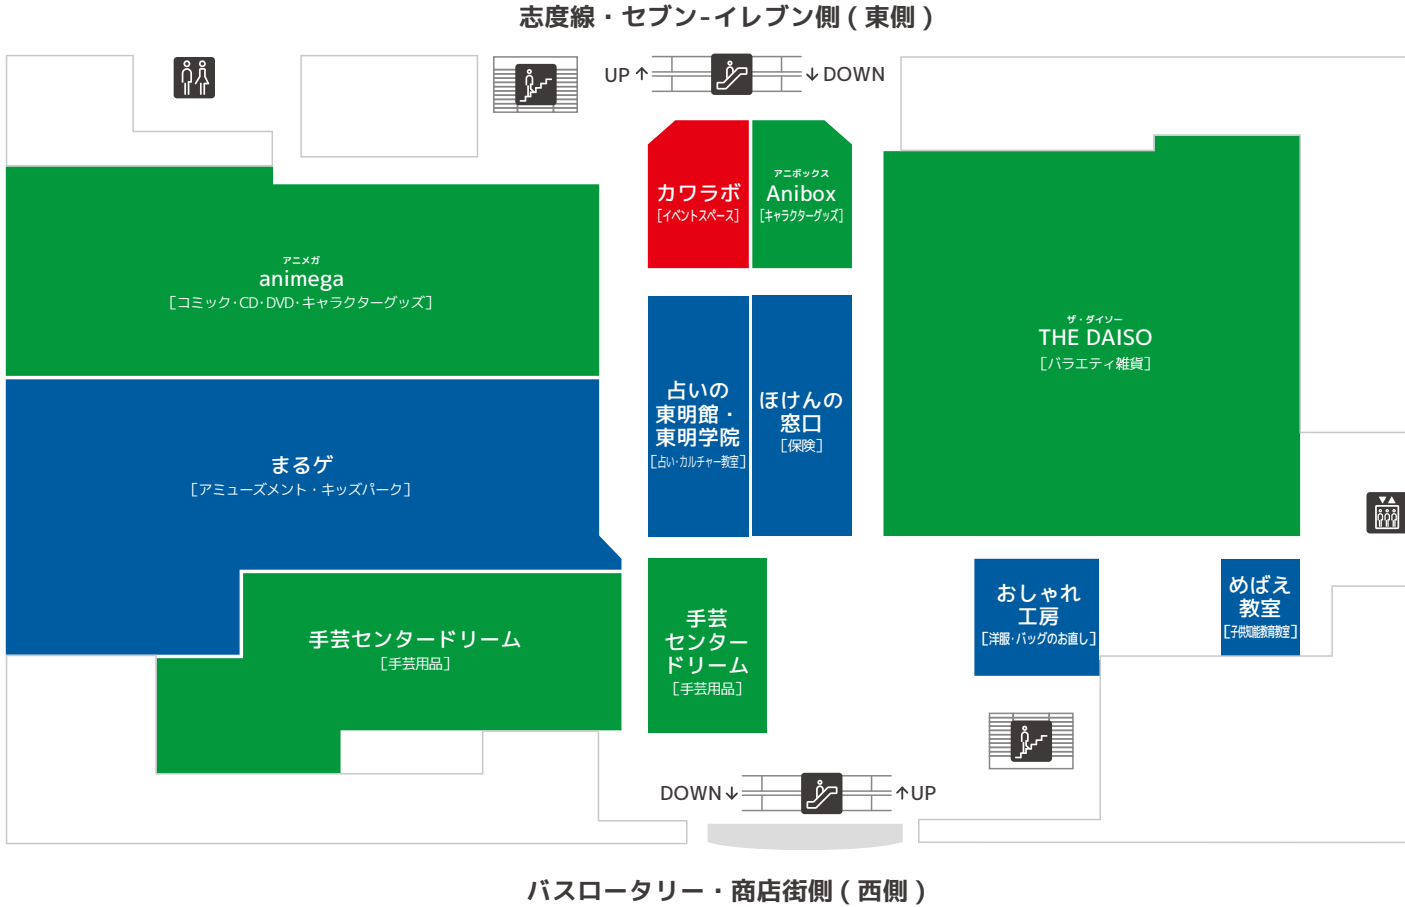 志度線・セブン-イレブン側 ( 東側 )
UP ↑
↓ DOWN
カワラボ
[イベントスペース]
アニボックス
Anibox
[キャラクターグッズ]
アニメガ
animega
[コミック・CD・DVD・キャラクターグッズ]
ザ・ダイソー
THE DAISO
[バラエティ雑貨]
占いの
東明館・
東明学院
[占い・カルチャー教室]
ほけんの
窓口
[保険]
まるゲ
[アミューズメント・キッズパーク]
手芸センタードリーム
[手芸用品]
手芸
センター
ドリーム
[手芸用品]
おしゃれ
工房
[洋服・バッグのお直し]
めばえ
教室
[子供知能教育教室]
DOWN ↓
↑ UP
バスロータリー・商店街側 ( 西側 )